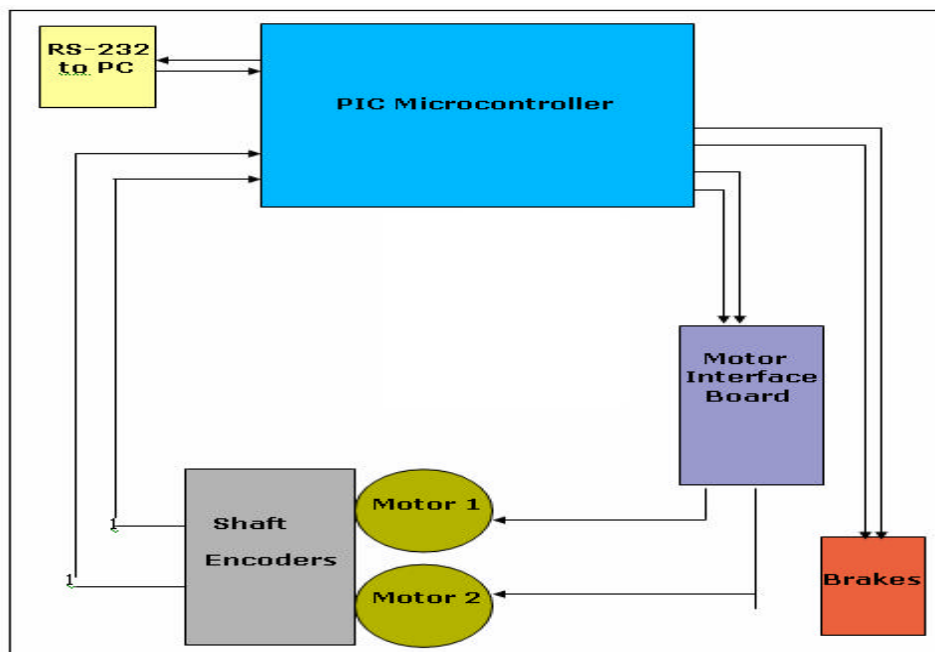 RS-232
to PC
PIC Microcontroller
Motor
Interface
Board
Motor 1
Shaft
1
Encoders
1
Motor 2
Brakes